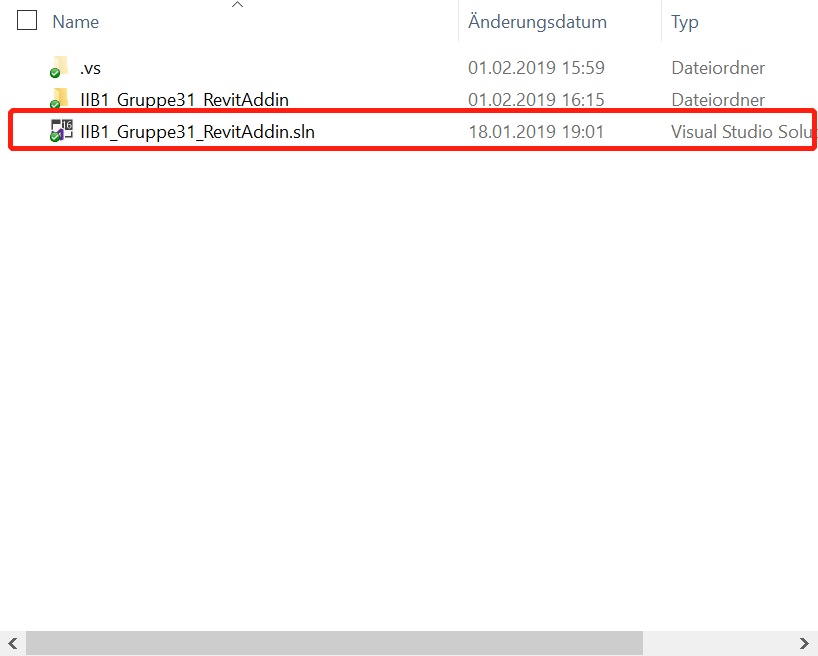 Name Änderungsdatum Typ
.vs 01.02.2019 15:59 Dateiordner
IIB1_Gruppe31_RevitAddin 01.02.2019 16:15 Dateiordner
IIB1_Gruppe31_RevitAddin.sln 18.01.2019 19:01 Visual Studio Solu